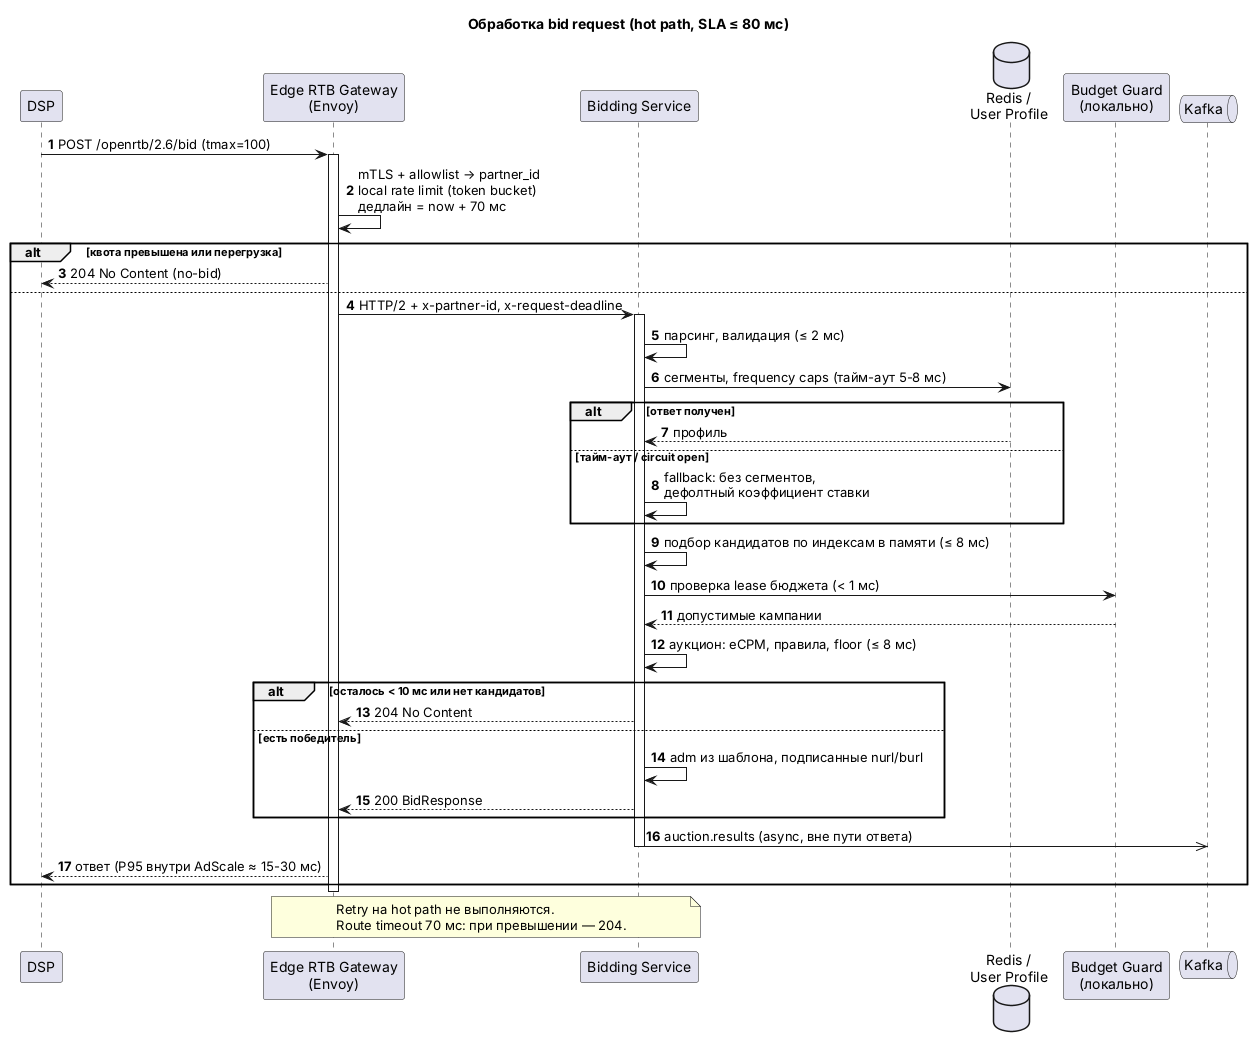 Обработка bid request (hot path, SLA ≤ 80 мс)
DSP
Edge RTB Gateway
(Envoy)
Bidding Service
Redis /
User Profile
Budget Guard
(локально)
Kafka
1 POST /openrtb/2.6/bid (tmax=100)
mTLS + allowlist → partner_id
2 local rate limit (token bucket)
дедлайн = now + 70 мс
alt [квота превышена или перегрузка]
3 204 No Content (no-bid)
4 HTTP/2 + x-partner-id, x-request-deadline
5 парсинг, валидация (≤ 2 мс)
6 сегменты, frequency caps (тайм-аут 5-8 мс)
alt [ответ получен]
7 профиль
[тайм-аут / circuit open]
8 fallback: без сегментов,
дефолтный коэффициент ставки
9 подбор кандидатов по индексам в памяти (≤ 8 мс)
10 проверка lease бюджета (< 1 мс)
11 допустимые кампании
12 аукцион: eCPM, правила, floor (≤ 8 мс)
alt [осталось < 10 мс или нет кандидатов]
13 204 No Content
[есть победитель]
14 adm из шаблона, подписанные nurl/burl
15 200 BidResponse
16 auction.results (async, вне пути ответа)
17 ответ (P95 внутри AdScale ≈ 15-30 мс)
Retry на hot path не выполняются.
Route timeout 70 мс: при превышении — 204.
DSP
Edge RTB Gateway
(Envoy)
Bidding Service
Redis /
User Profile
Budget Guard
(локально)
Kafka